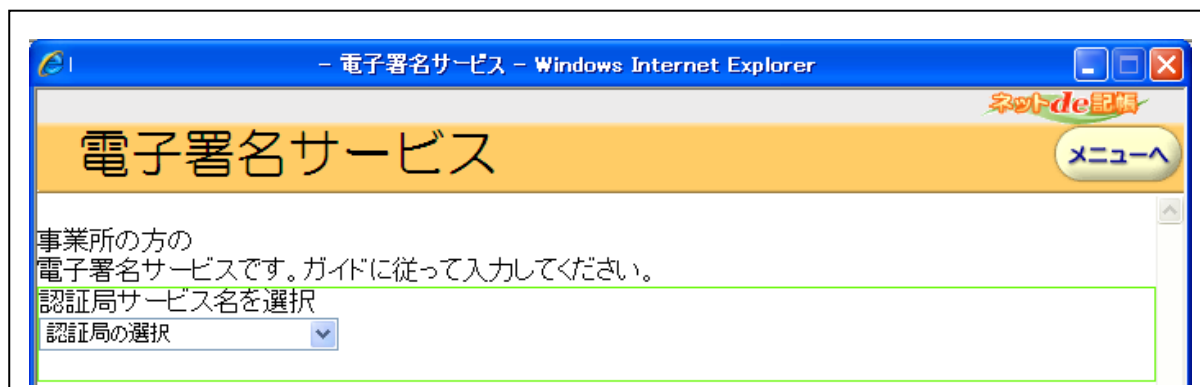 - 電子署名サービス - Windows Internet Explorer
ネットde記帳
電子署名サービス
メニューへ
事業所の方の
電子署名サービスです。ガイドに従って入力してください。
認証局サービス名を選択
認証局の選択